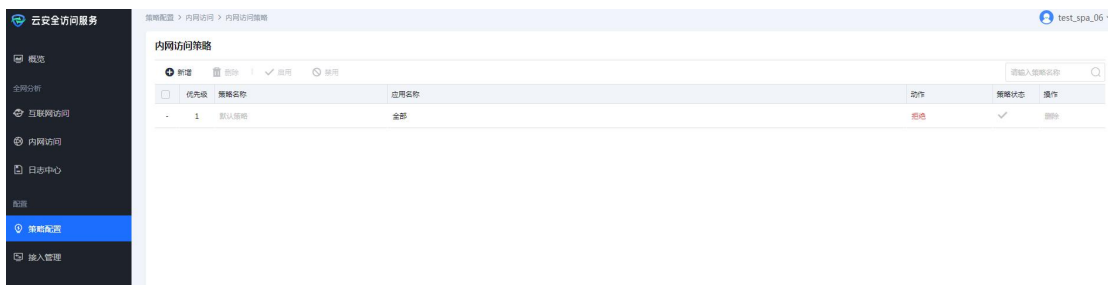 云安全访问服务
策略配置 > 内网访问 > 内网访问策略
test_spa_06
内网访问策略
概览
新增 删除 启用 禁用
请输入策略名称
全网分析
优先级 策略名称 应用名称 动作 策略状态 操作
互联网访问
- 1 默认策略 全部 拒绝 删除
内网访问
日志中心
配置
策略配置
接入管理